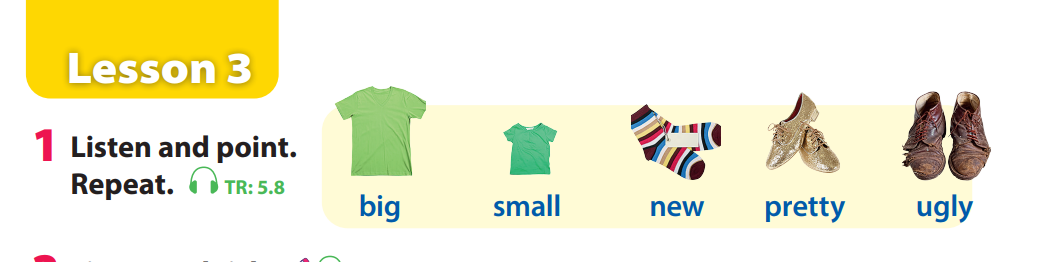 Lesson 3
1 Listen and point.
Repeat. TR: 5.8
big small new pretty ugly